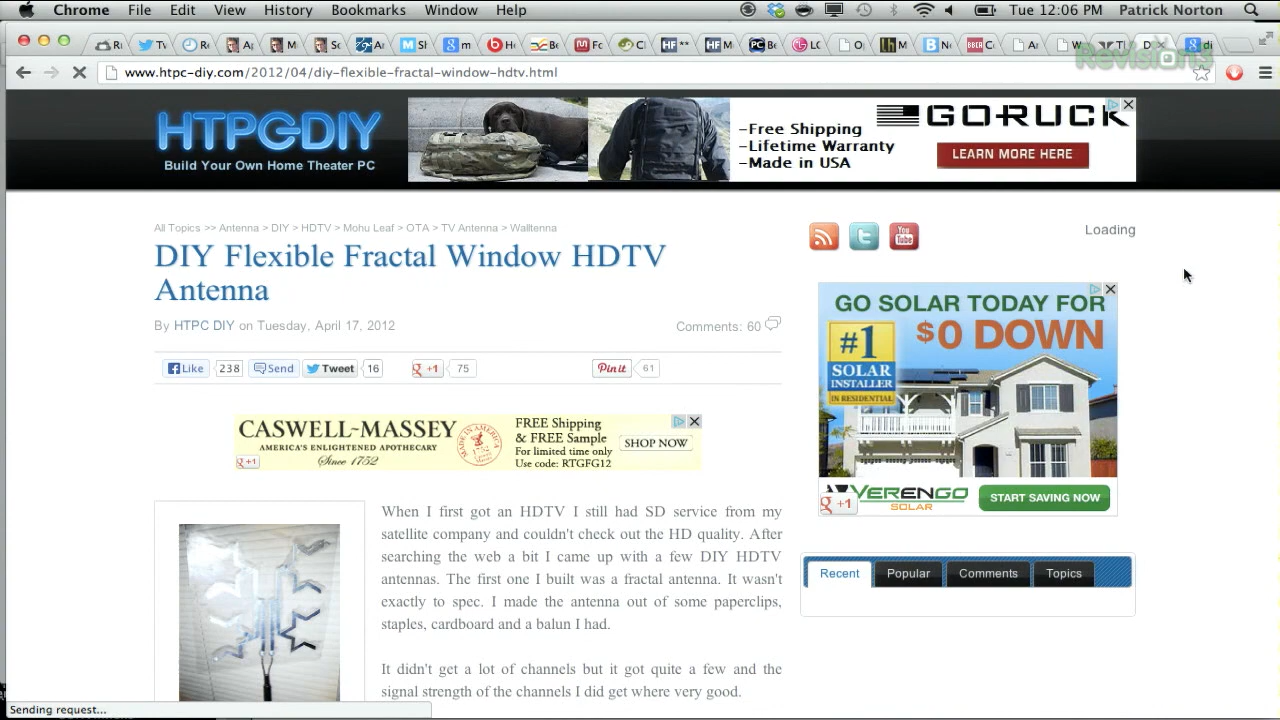 Chrome File Edit View History Bookmarks Window Help
Tue 12:06 PM Patrick Norton
Revision3
www.htpc-diy.com/2012/04/diy-flexible-fractal-window-hdtv.html
HTPC-DIY
Build Your Own Home Theater PC
-Free Shipping
-Lifetime Warranty
-Made in USA
GORUCK
LEARN MORE HERE
All Topics >> Antenna > DIY > HDTV > Mohu Leaf > OTA > TV Antenna > Walltenna
DIY Flexible Fractal Window HDTV
Antenna
By HTPC DIY on Tuesday, April 17. 2012
Comments: 60
Like 238 Send Tweet 16 +1 75 Pin it 61
CASWELL-MASSEY
AMERICA'S ENLIGHTENED APOTHECARY
Since 1752
MADE IN AMERICA
FREE Shipping
& FREE Sample
For limited time only
Use code: RTGFG12
SHOP NOW
+1
When I first got an HDTV I still had SD service from my
satellite company and couldn't check out the HD quality. After
searching the web a bit I came up with a few DIY HDTV
antennas. The first one I built was a fractal antenna. It wasn't
exactly to spec. I made the antenna out of some paperclips,
staples, cardboard and a balun I had.
It didn't get a lot of channels but it got quite a few and the
signal strength of the channels I did get where very good.
You Tube
Loading
GO SOLAR TODAY FOR
$0 DOWN
#1
SOLAR
INSTALLER
IN RESIDENTIAL
VERENGO
SOLAR
+1
START SAVING NOW
Recent Popular Comments Topics
Sending request...